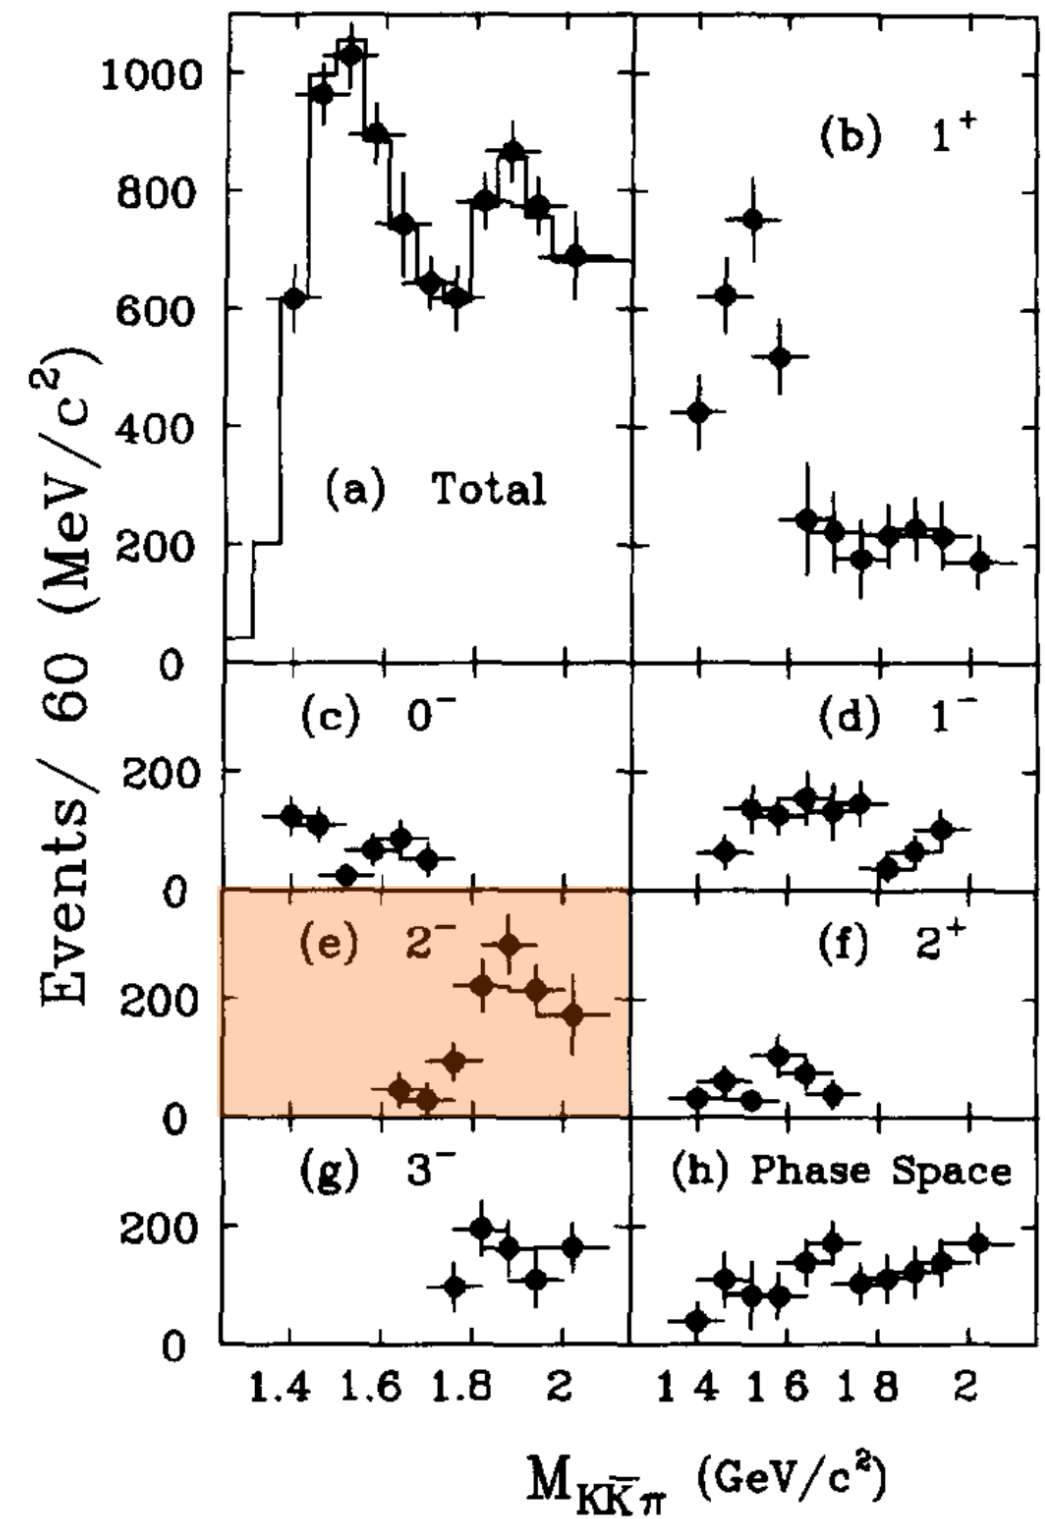 Events/ 60 (MeV/c²)
1000
800
600
400
200
0
(a) Total
(b) 1⁺
(c) 0⁻
(d) 1⁻
200
0
(e) 2⁻
(f) 2⁺
200
0
(g) 3⁻
(h) Phase Space
200
0
1.4 1.6 1.8 2
1 4 1 6 1 8 2
M_KK̄π (GeV/c²)